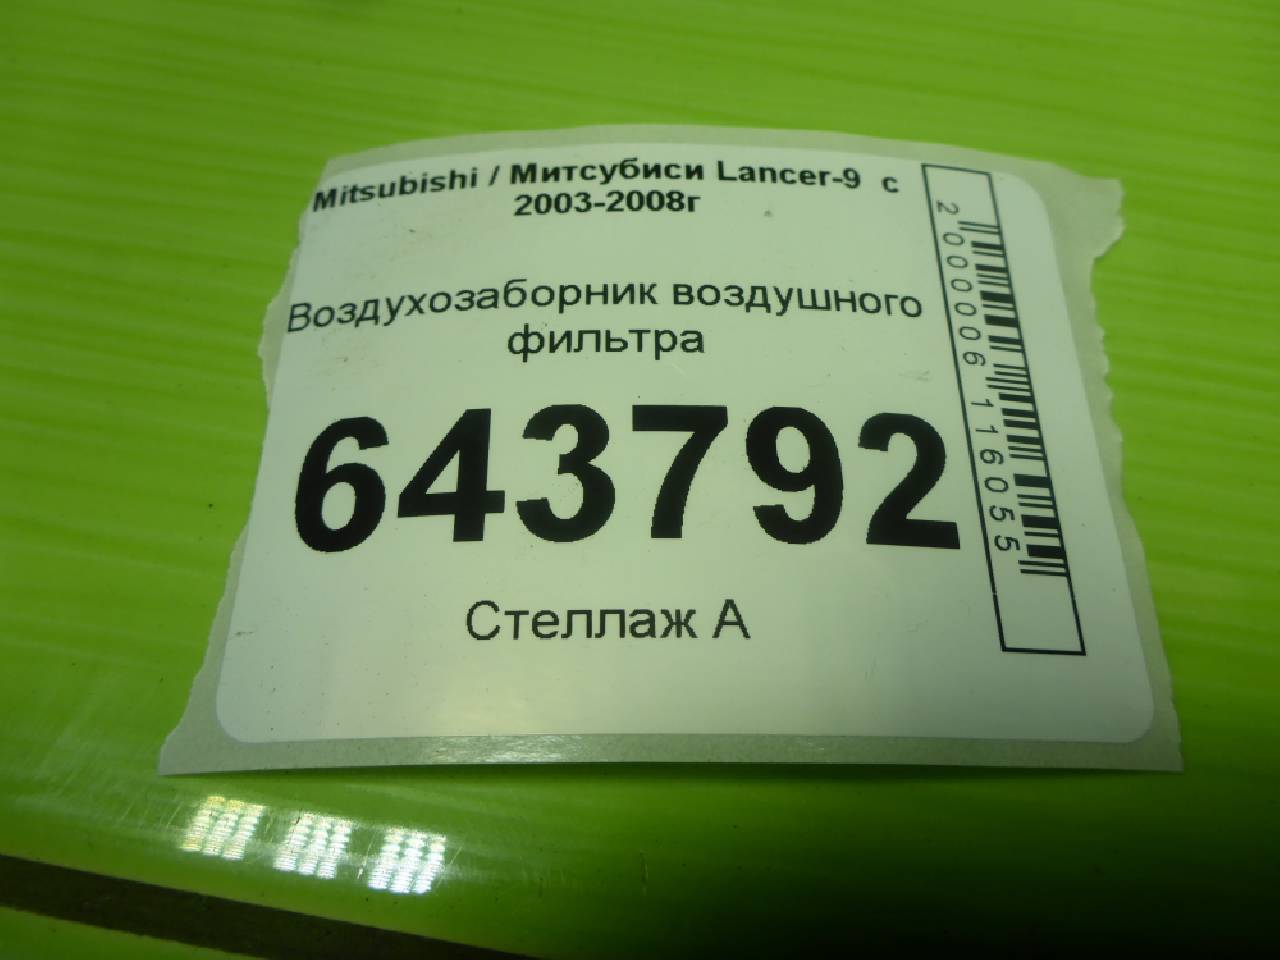 Mitsubishi / Митсубиси Lancer-9 с
2003-2008г
Воздухозаборник воздушного
фильтра
643792
Стеллаж А
2000006116055